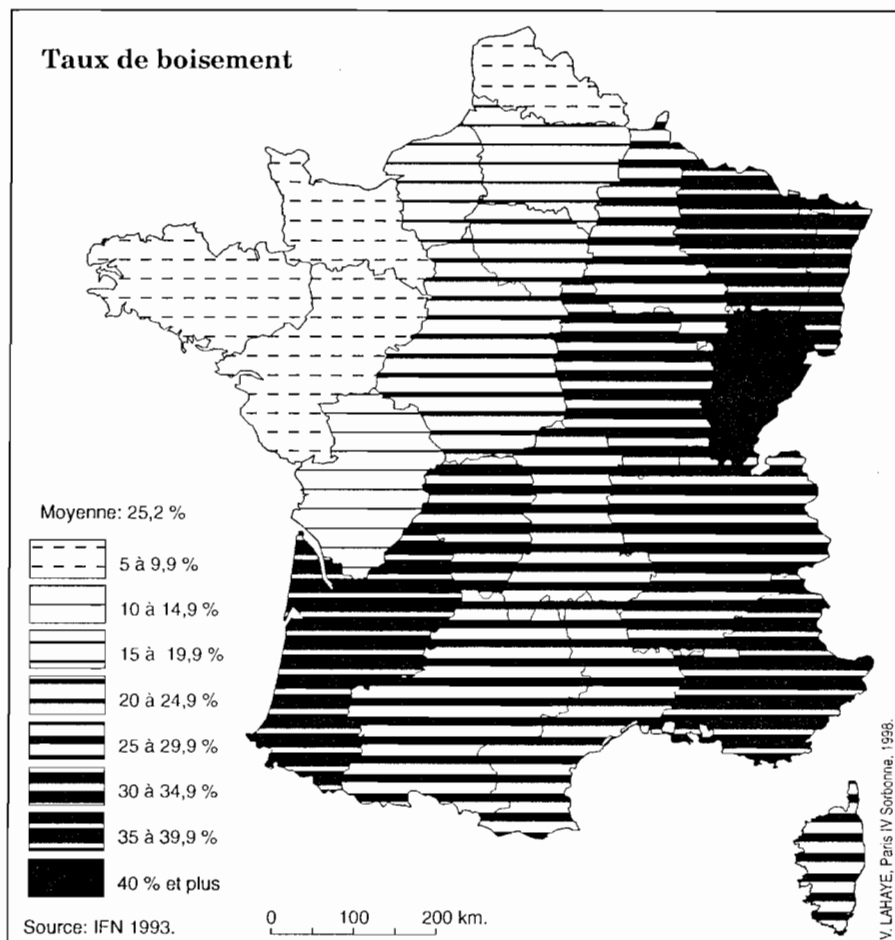 Taux de boisement
Moyenne: 25,2 %
5 à 9,9 %
10 à 14,9 %
15 à 19,9 %
20 à 24,9 %
25 à 29,9 %
30 à 34,9 %
35 à 39,9 %
40 % et plus
Source: IFN 1993.
0 100 200 km.
V. LAHAYE, Paris IV Sorbonne, 1998.